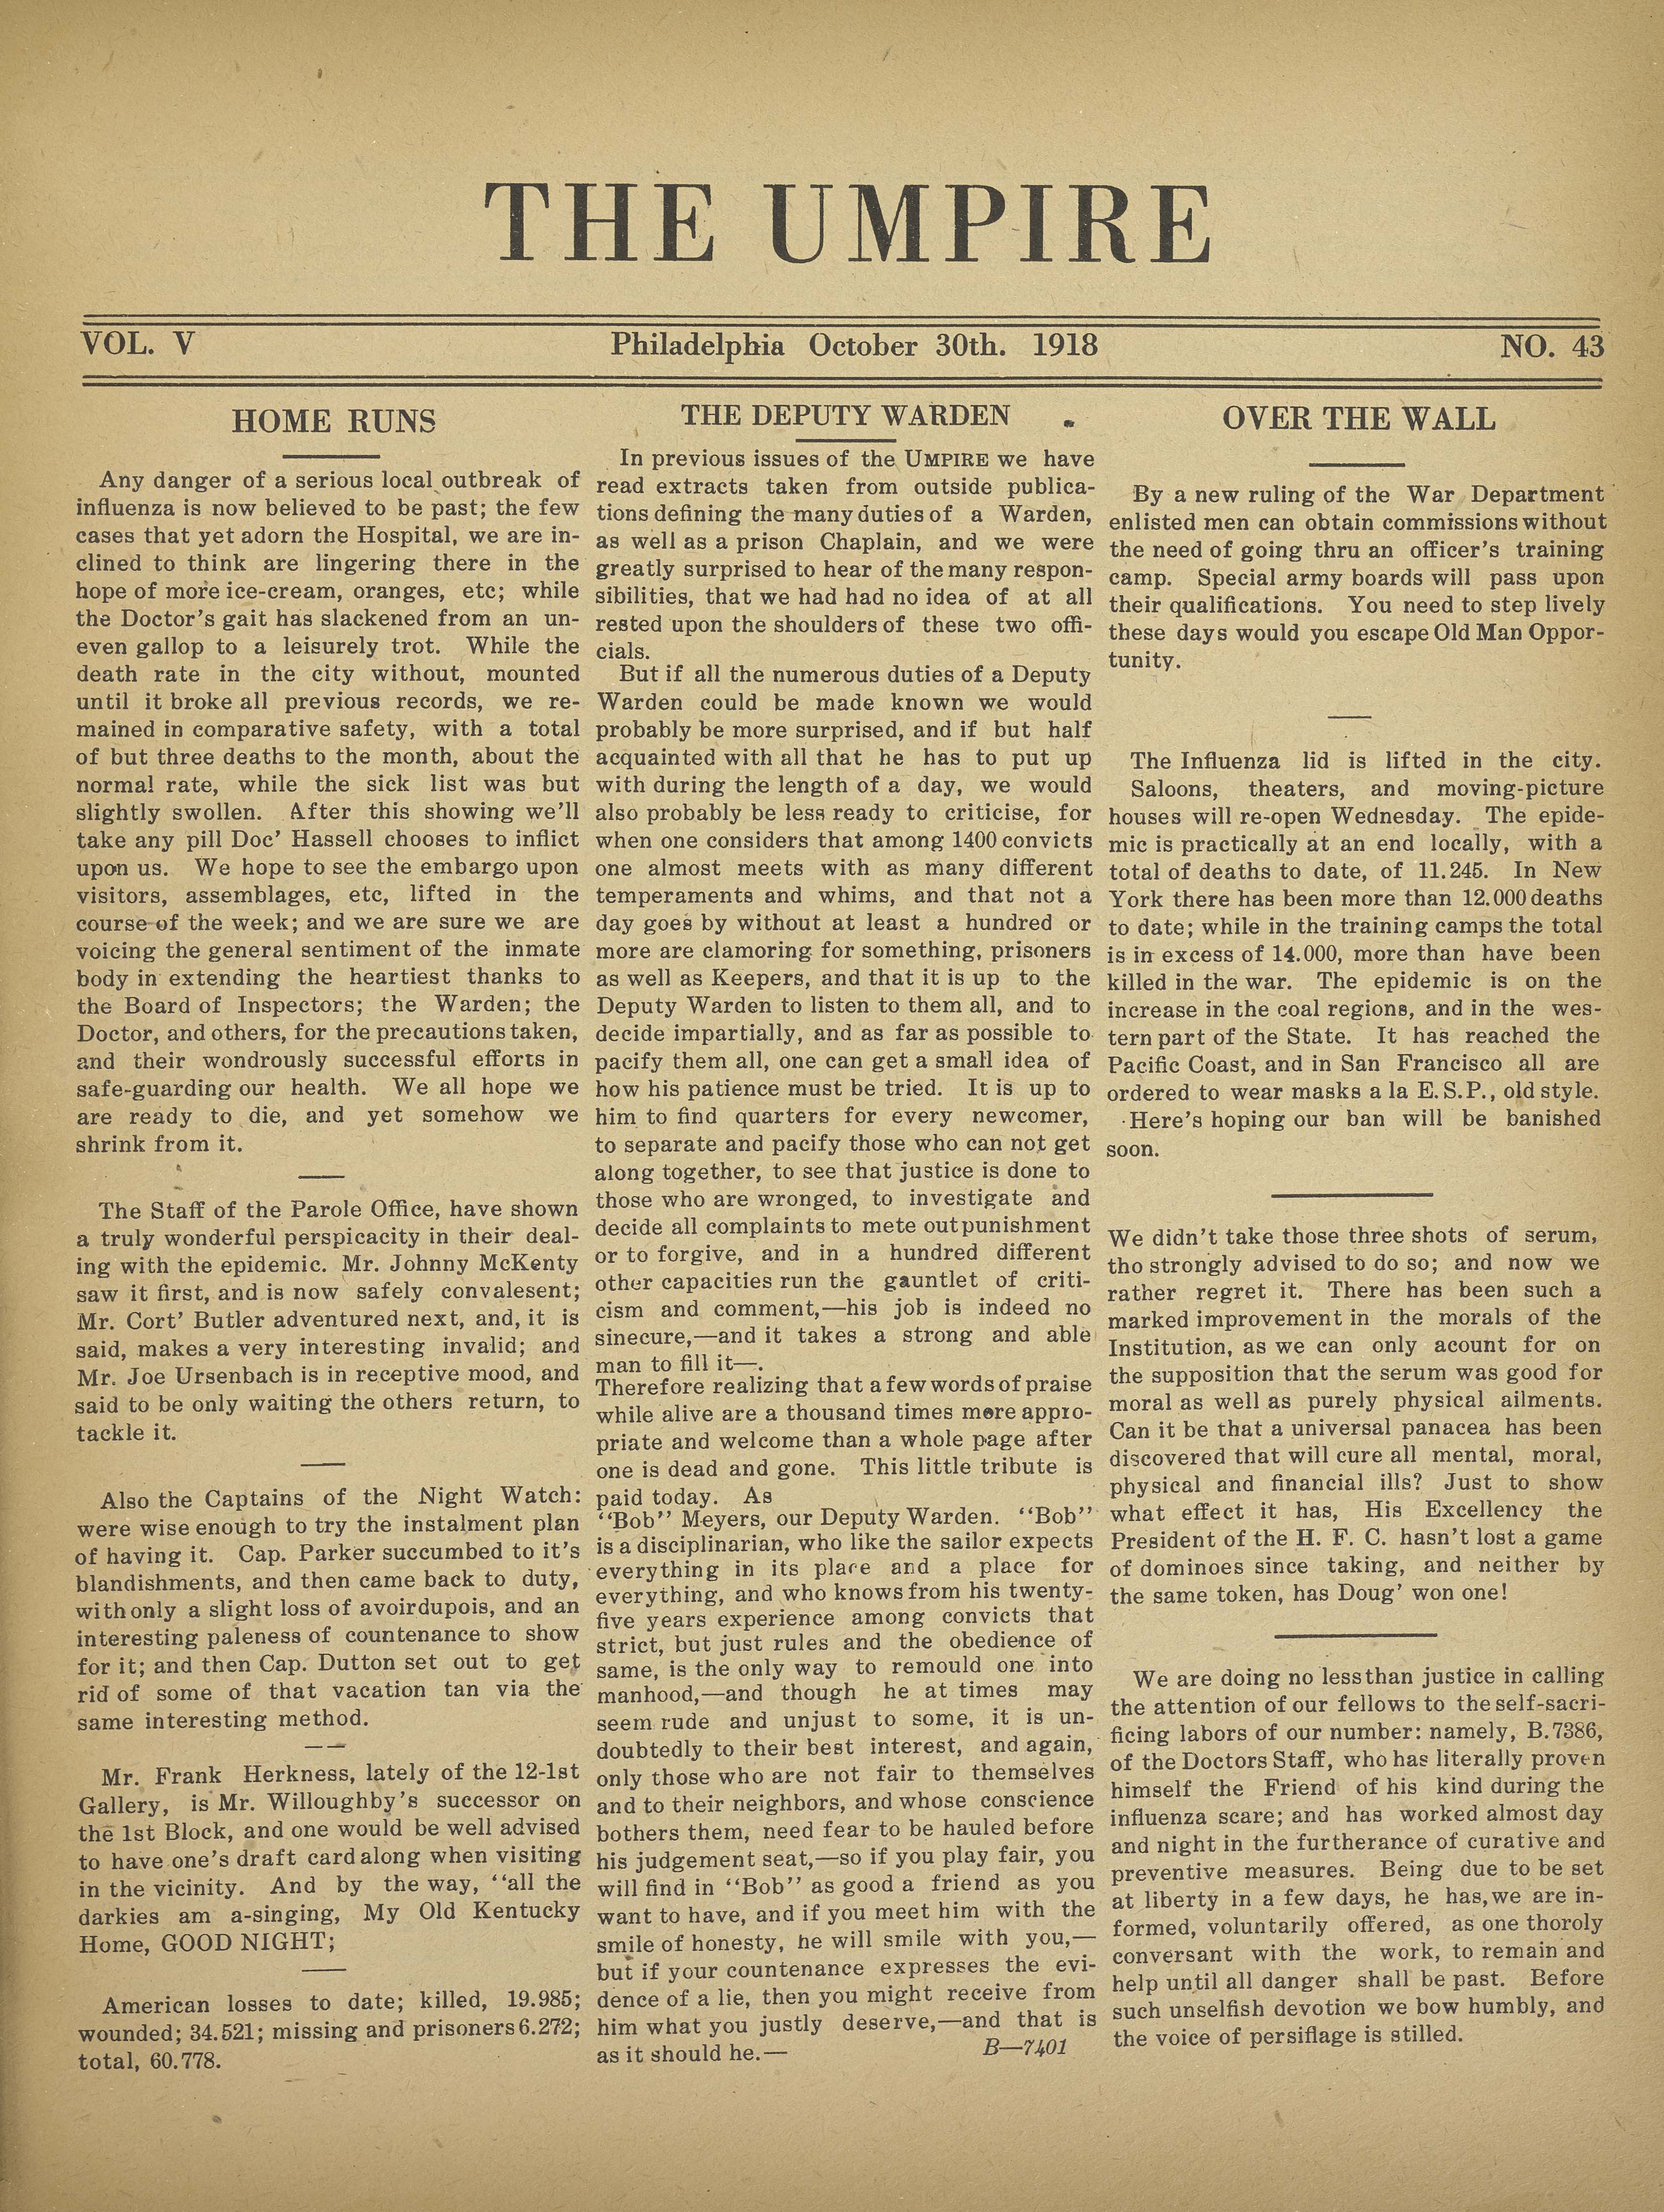 THE UMPIRE
VOL. V Philadelphia October 30th. 1918 NO. 43
HOME RUNS
Any danger of a serious local outbreak of
influenza is now believed to be past; the few
cases that yet adorn the Hospital, we are in-
clined to think are lingering there in the
hope of more ice-cream, oranges, etc; while
the Doctor's gait has slackened from an un-
even gallop to a leisurely trot. While the
death rate in the city without, mounted
until it broke all previous records, we re-
mained in comparative safety, with a total
of but three deaths to the month, about the
normal rate, while the sick list was but
slightly swollen. After this showing we'll
take any pill Doc' Hassell chooses to inflict
upon us. We hope to see the embargo upon
visitors, assemblages, etc, lifted in the
course of the week; and we are sure we are
voicing the general sentiment of the inmate
body in extending the heartiest thanks to
the Board of Inspectors; the Warden; the
Doctor, and others, for the precautions taken,
and their wondrously successful efforts in
safe-guarding our health. We all hope we
are ready to die, and yet somehow we
shrink from it.
The Staff of the Parole Office, have shown
a truly wonderful perspicacity in their deal-
ing with the epidemic. Mr. Johnny McKenty
saw it first, and is now safely convalesent;
Mr. Cort' Butler adventured next, and, it is
said, makes a very interesting invalid; and
Mr. Joe Ursenbach is in receptive mood, and
said to be only waiting the others return, to
tackle it.
Also the Captains of the Night Watch:
were wise enough to try the instalment plan
of having it. Cap. Parker succumbed to it's
blandishments, and then came back to duty,
with only a slight loss of avoirdupois, and an
interesting paleness of countenance to show
for it; and then Cap. Dutton set out to get
rid of some of that vacation tan via the
same interesting method.
Mr. Frank Herkness, lately of the 12-1st
Gallery, is Mr. Willoughby's successor on
the 1st Block, and one would be well advised
to have one's draft card along when visiting
in the vicinity. And by the way, "all the
darkies am a-singing, My Old Kentucky
Home, GOOD NIGHT;
American losses to date; killed, 19.985;
wounded; 34.521; missing and prisoners 6.272;
total, 60.778.
THE DEPUTY WARDEN
In previous issues of the UMPIRE we have
read extracts taken from outside publica-
tions defining the many duties of a Warden,
as well as a prison Chaplain, and we were
greatly surprised to hear of the many respon-
sibilities, that we had had no idea of at all
rested upon the shoulders of these two offi-
cials.
But if all the numerous duties of a Deputy
Warden could be made known we would
probably be more surprised, and if but half
acquainted with all that he has to put up
with during the length of a day, we would
also probably be less ready to criticise, for
when one considers that among 1400 convicts
one almost meets with as many different
temperaments and whims, and that not a
day goes by without at least a hundred or
more are clamoring for something, prisoners
as well as Keepers, and that it is up to the
Deputy Warden to listen to them all, and to
decide impartially, and as far as possible to
pacify them all, one can get a small idea of
how his patience must be tried. It is up to
him to find quarters for every newcomer,
to separate and pacify those who can not get
along together, to see that justice is done to
those who are wronged, to investigate and
decide all complaints to mete out punishment
or to forgive, and in a hundred different
other capacities run the gauntlet of criti-
cism and comment,—his job is indeed no
sinecure,—and it takes a strong and able
man to fill it—.
Therefore realizing that a few words of praise
while alive are a thousand times more appro-
priate and welcome than a whole page after
one is dead and gone. This little tribute is
paid today. As
"Bob" Meyers, our Deputy Warden. "Bob"
is a disciplinarian, who like the sailor expects
everything in its place and a place for
everything, and who knows from his twenty-
five years experience among convicts that
strict, but just rules and the obedience of
same, is the only way to remould one into
manhood,—and though he at times may
seem rude and unjust to some, it is un-
doubtedly to their best interest, and again,
only those who are not fair to themselves
and to their neighbors, and whose conscience
bothers them, need fear to be hauled before
his judgement seat,—so if you play fair, you
will find in "Bob" as good a friend as you
want to have, and if you meet him with the
smile of honesty, he will smile with you,—
but if your countenance expresses the evi-
dence of a lie, then you might receive from
him what you justly deserve,—and that is
as it should he.— B—7401
OVER THE WALL
By a new ruling of the War Department
enlisted men can obtain commissions without
the need of going thru an officer's training
camp. Special army boards will pass upon
their qualifications. You need to step lively
these days would you escape Old Man Oppor-
tunity.
The Influenza lid is lifted in the city.
Saloons, theaters, and moving-picture
houses will re-open Wednesday. The epide-
mic is practically at an end locally, with a
total of deaths to date, of 11.245. In New
York there has been more than 12.000 deaths
to date; while in the training camps the total
is in excess of 14.000, more than have been
killed in the war. The epidemic is on the
increase in the coal regions, and in the wes-
tern part of the State. It has reached the
Pacific Coast, and in San Francisco all are
ordered to wear masks a la E.S.P., old style.
Here's hoping our ban will be banished
soon.
We didn't take those three shots of serum,
tho strongly advised to do so; and now we
rather regret it. There has been such a
marked improvement in the morals of the
Institution, as we can only acount for on
the supposition that the serum was good for
moral as well as purely physical ailments.
Can it be that a universal panacea has been
discovered that will cure all mental, moral,
physical and financial ills? Just to show
what effect it has, His Excellency the
President of the H. F. C. hasn't lost a game
of dominoes since taking, and neither by
the same token, has Doug' won one!
We are doing no less than justice in calling
the attention of our fellows to the self-sacri-
ficing labors of our number: namely, B.7386,
of the Doctors Staff, who has literally proven
himself the Friend of his kind during the
influenza scare; and has worked almost day
and night in the furtherance of curative and
preventive measures. Being due to be set
at liberty in a few days, he has, we are in-
formed, voluntarily offered, as one thoroly
conversant with the work, to remain and
help until all danger shall be past. Before
such unselfish devotion we bow humbly, and
the voice of persiflage is stilled.